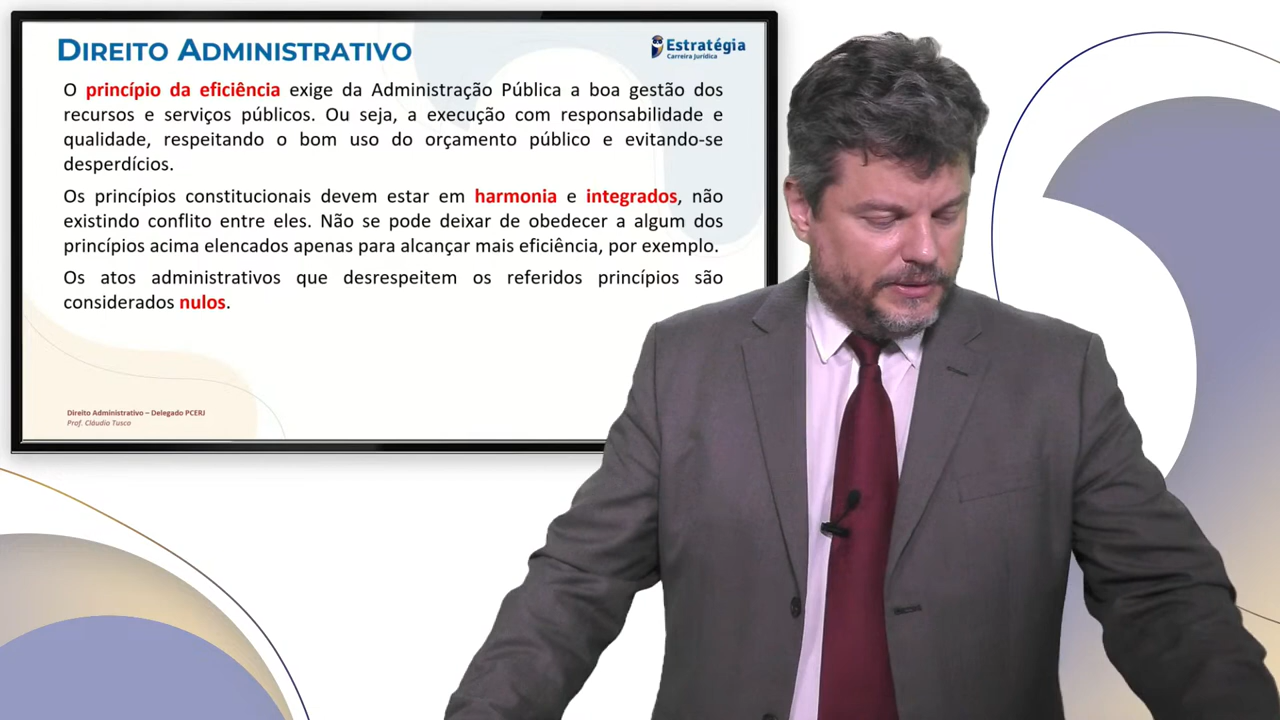 DIREITO ADMINISTRATIVO
Estratégia
Carreira Jurídica
O princípio da eficiência exige da Administração Pública a boa gestão dos
recursos e serviços públicos. Ou seja, a execução com responsabilidade e
qualidade, respeitando o bom uso do orçamento público e evitando-se
desperdícios.
Os princípios constitucionais devem estar em harmonia e integrados, não
existindo conflito entre eles. Não se pode deixar de obedecer a algum dos
princípios acima elencados apenas para alcançar mais eficiência, por exemplo.
Os atos administrativos que desrespeitem os referidos princípios são
considerados nulos.
Direito Administrativo – Delegado PCERJ
Prof. Cláudia Tusco